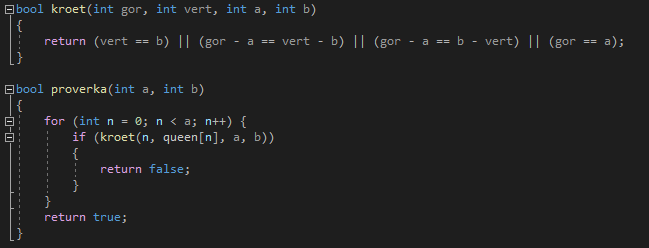 bool kroet(int gor, int vert, int a, int b)
{
return (vert == b) || (gor - a == vert - b) || (gor - a == b - vert) || (gor == a);
}
bool proverka(int a, int b)
{
for (int n = 0; n < a; n++) {
if (kroet(n, queen[n], a, b))
{
return false;
}
}
return true;
}